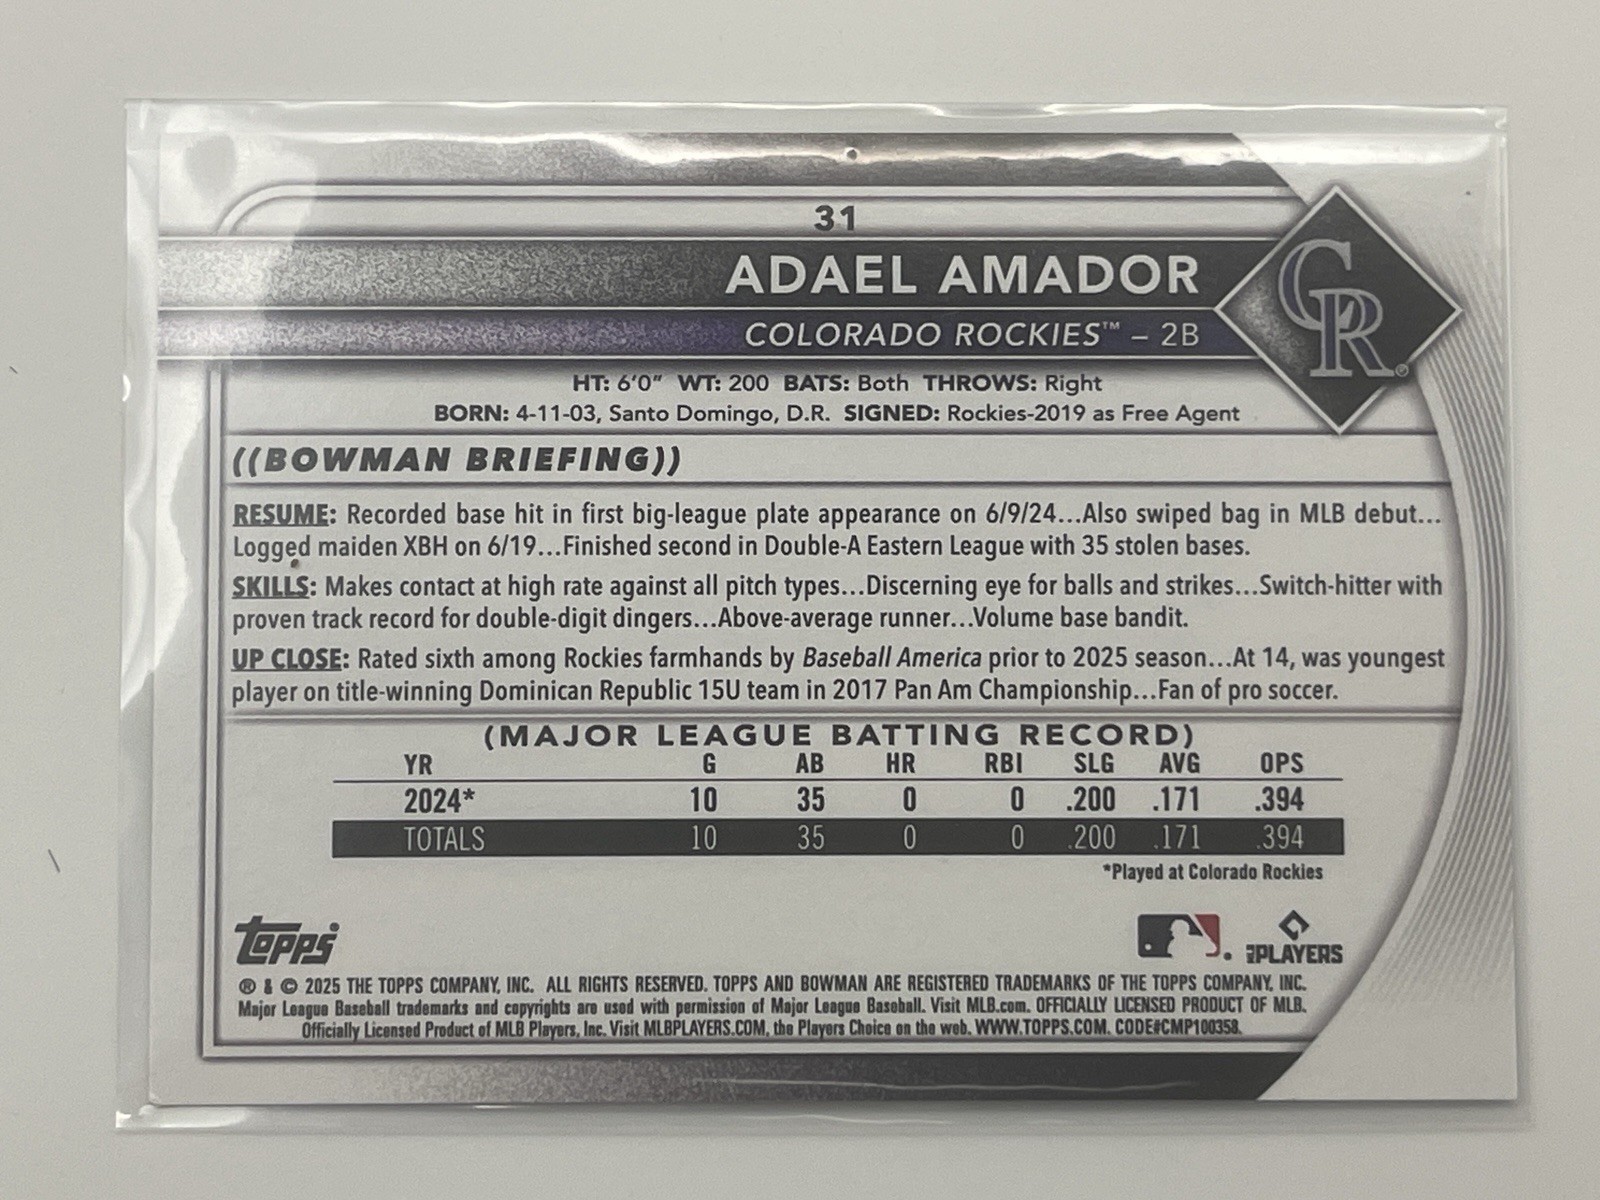 31
ADAEL AMADOR
COLORADO ROCKIES™ – 2B
CR®
HT: 6'0" WT: 200 BATS: Both THROWS: Right
BORN: 4-11-03, Santo Domingo, D.R. SIGNED: Rockies-2019 as Free Agent
((BOWMAN BRIEFING))
RESUME: Recorded base hit in first big-league plate appearance on 6/9/24...Also swiped bag in MLB debut...
Logged maiden XBH on 6/19...Finished second in Double-A Eastern League with 35 stolen bases.
SKILLS: Makes contact at high rate against all pitch types...Discerning eye for balls and strikes...Switch-hitter with
proven track record for double-digit dingers...Above-average runner...Volume base bandit.
UP CLOSE: Rated sixth among Rockies farmhands by Baseball America prior to 2025 season...At 14, was youngest
player on title-winning Dominican Republic 15U team in 2017 Pan Am Championship...Fan of pro soccer.
(MAJOR LEAGUE BATTING RECORD)
YR G AB HR RBI SLG AVG OPS
2024* 10 35 0 0 .200 .171 .394
TOTALS 10 35 0 0 .200 .171 .394
*Played at Colorado Rockies
topps
MLB PLAYERS
® & © 2025 THE TOPPS COMPANY, INC. ALL RIGHTS RESERVED. TOPPS AND BOWMAN ARE REGISTERED TRADEMARKS OF THE TOPPS COMPANY, INC.
Major League Baseball trademarks and copyrights are used with permission of Major League Baseball. Visit MLB.com. OFFICIALLY LICENSED PRODUCT OF MLB.
Officially Licensed Product of MLB Players, Inc. Visit MLBPLAYERS.COM, the Players Choice on the web. WWW.TOPPS.COM. CODE#CMP100358.